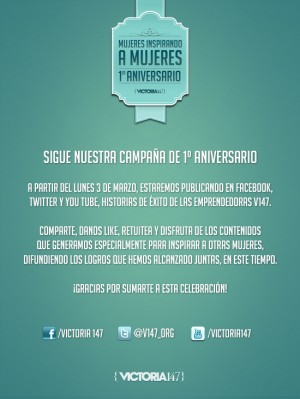 MUJERES INSPIRANDO
A MUJERES
1º ANIVERSARIO
{VICTORIA147}
SIGUE NUESTRA CAMPAÑA DE 1º ANIVERSARIO
A PARTIR DEL LUNES 3 DE MARZO, ESTAREMOS PUBLICANDO EN FACEBOOK,
TWITTER Y YOU TUBE, HISTORIAS DE ÉXITO DE LAS EMPRENDEDORAS V147.
COMPARTE, DANOS LIKE, RETUITEA Y DISFRUTA DE LOS CONTENIDOS
QUE GENERAMOS ESPECIALMENTE PARA INSPIRAR A OTRAS MUJERES,
DIFUNDIENDO LOS LOGROS QUE HEMOS ALCANZADO JUNTAS, EN ESTE TIEMPO.
¡GRACIAS POR SUMARTE A ESTA CELEBRACIÓN!
f /VICTORIA 147 @V147_ORG You Tube /VICTORIA147
{VICTORIA147}